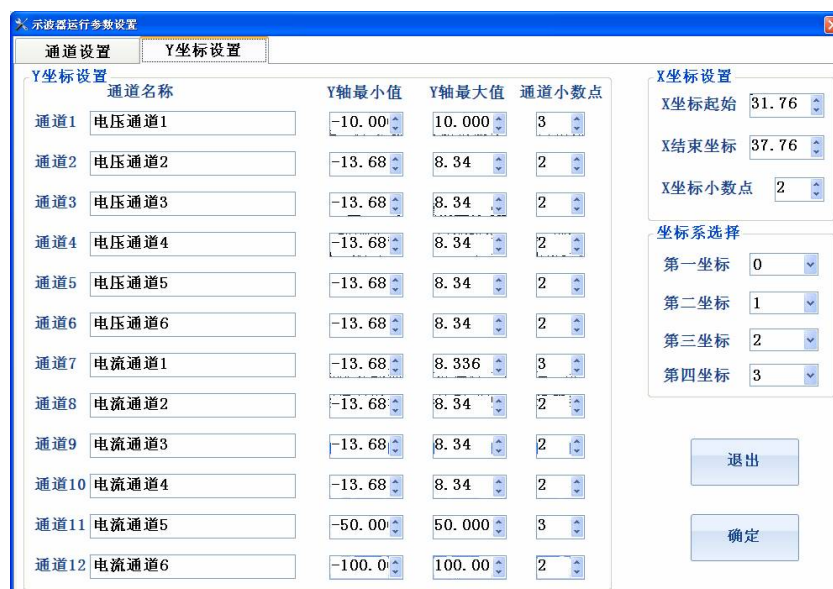 示波器运行参数设置
通道设置 Y坐标设置
Y坐标设置
通道名称 Y轴最小值 Y轴最大值 通道小数点
通道1 电压通道1 -10.00 10.000 3
通道2 电压通道2 -13.68 8.34 2
通道3 电压通道3 -13.68 8.34 2
通道4 电压通道4 -13.68 8.34 2
通道5 电压通道5 -13.68 8.34 2
通道6 电压通道6 -13.68 8.34 2
通道7 电流通道1 -13.68 8.336 3
通道8 电流通道2 -13.68 8.34 2
通道9 电流通道3 -13.68 8.34 2
通道10 电流通道4 -13.68 8.34 2
通道11 电流通道5 -50.00 50.000 3
通道12 电流通道6 -100.0 100.00 2
X坐标设置
X坐标起始 31.76
X结束坐标 37.76
X坐标小数点 2
坐标系选择
第一坐标 0
第二坐标 1
第三坐标 2
第四坐标 3
退出
确定